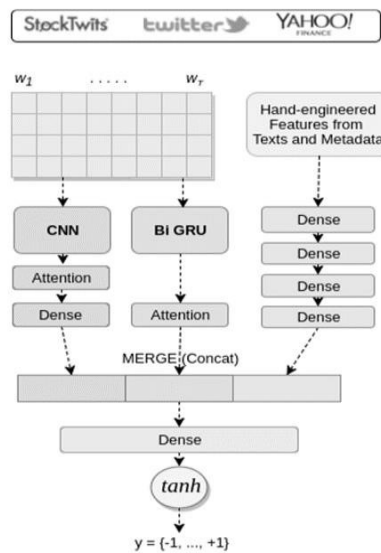 StockTwits twitter YAHOO!
FINANCE
w1 . . . . . wT
Hand-engineered
Features from
Texts and Metadata
CNN
Bi GRU
Dense
Dense
Attention
Dense
Dense
Attention
Dense
MERGE (Concat)
Dense
tanh
y = {-1, ..., +1}